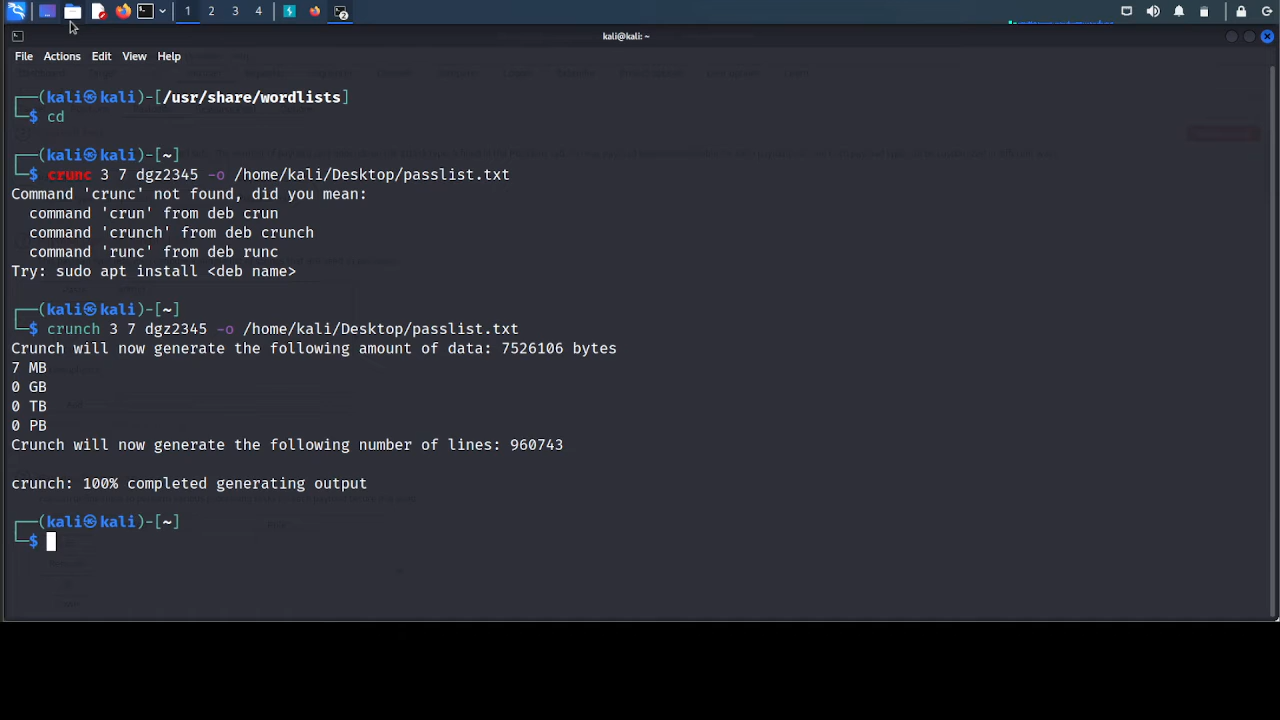 1 2 3 4
kali@kali: ~
File Actions Edit View Help
┌──(kali㉿kali)-[/usr/share/wordlists]
└─$ cd
┌──(kali㉿kali)-[~]
└─$ crunc 3 7 dgz2345 -o /home/kali/Desktop/passlist.txt
Command 'crunc' not found, did you mean:
command 'crun' from deb crun
command 'crunch' from deb crunch
command 'runc' from deb runc
Try: sudo apt install <deb name>
┌──(kali㉿kali)-[~]
└─$ crunch 3 7 dgz2345 -o /home/kali/Desktop/passlist.txt
Crunch will now generate the following amount of data: 7526106 bytes
7 MB
0 GB
0 TB
0 PB
Crunch will now generate the following number of lines: 960743
crunch: 100% completed generating output
┌──(kali㉿kali)-[~]
└─$